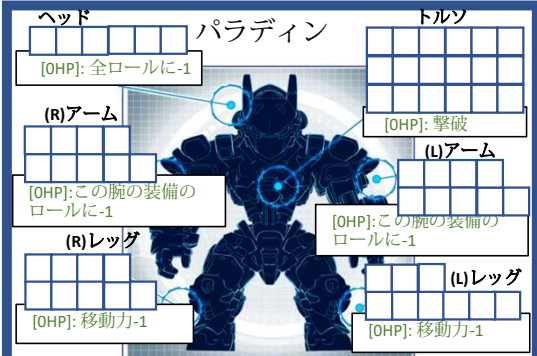 ヘッド
パラディン
トルソ
[0HP]: 全ロールに-1
(R)アーム
[0HP]: 撃破
(L)アーム
[0HP]:この腕の装備の
ロールに-1
[0HP]:この腕の装備の
ロールに-1
(R)レッグ
(L)レッグ
[0HP]: 移動力-1
[0HP]: 移動力-1